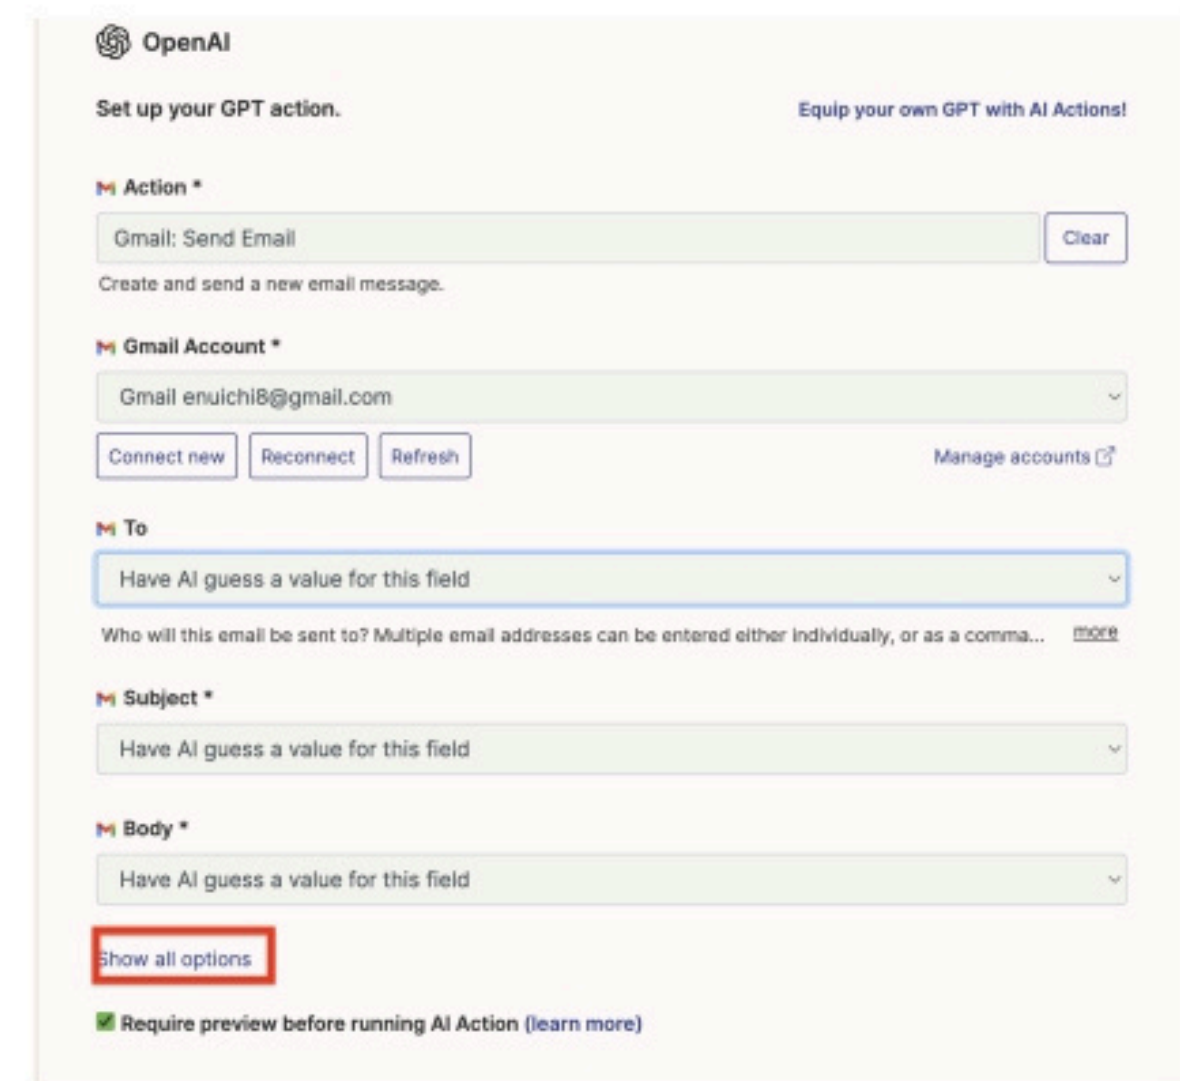 OpenAI
Set up your GPT action.
Equip your own GPT with AI Actions!
Action *
Gmail: Send Email
Clear
Create and send a new email message.
Gmail Account *
Gmail enuichi8@gmail.com
Connect new
Reconnect
Refresh
Manage accounts
To
Have AI guess a value for this field
Who will this email be sent to? Multiple email addresses can be entered either individually, or as a comma... more
Subject *
Have AI guess a value for this field
Body *
Have AI guess a value for this field
Show all options
Require preview before running AI Action (learn more)